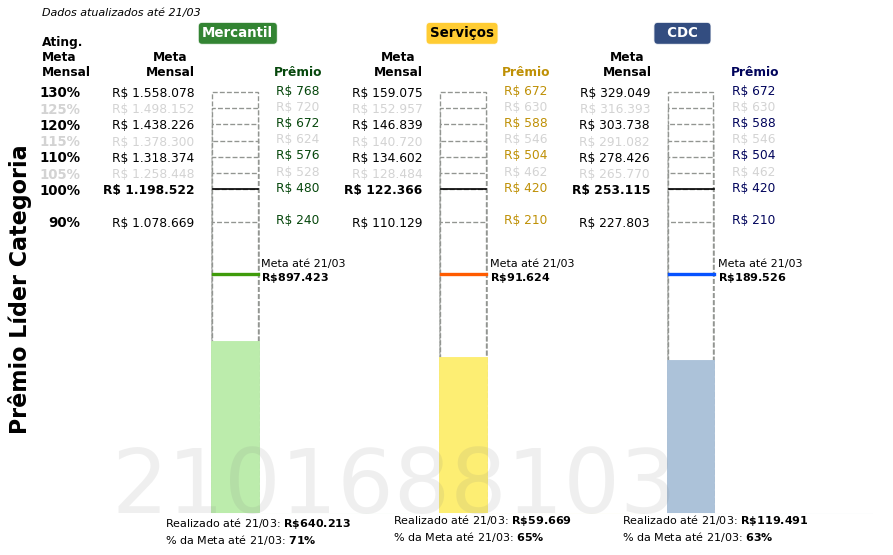 Dados atualizados até 21/03
Mercantil Serviços CDC
Ating. Meta Mensal Meta Mensal Prêmio Meta Mensal Prêmio Meta Mensal Prêmio
130% R$ 1.558.078 R$ 768 R$ 159.075 R$ 672 R$ 329.049 R$ 672
125% R$ 1.498.152 R$ 720 R$ 152.957 R$ 630 R$ 316.393 R$ 630
120% R$ 1.438.226 R$ 672 R$ 146.839 R$ 588 R$ 303.738 R$ 588
115% R$ 1.378.300 R$ 624 R$ 140.720 R$ 546 R$ 291.082 R$ 546
110% R$ 1.318.374 R$ 576 R$ 134.602 R$ 504 R$ 278.426 R$ 504
105% R$ 1.258.448 R$ 528 R$ 128.484 R$ 462 R$ 265.770 R$ 462
100% R$ 1.198.522 R$ 480 R$ 122.366 R$ 420 R$ 253.115 R$ 420
90% R$ 1.078.669 R$ 240 R$ 110.129 R$ 210 R$ 227.803 R$ 210
Meta até 21/03 Meta até 21/03 Meta até 21/03
R$897.423 R$91.624 R$189.526
Prêmio Líder Categoria
2101688103
Realizado até 21/03: R$640.213 Realizado até 21/03: R$59.669 Realizado até 21/03: R$119.491
% da Meta até 21/03: 71% % da Meta até 21/03: 65% % da Meta até 21/03: 63%